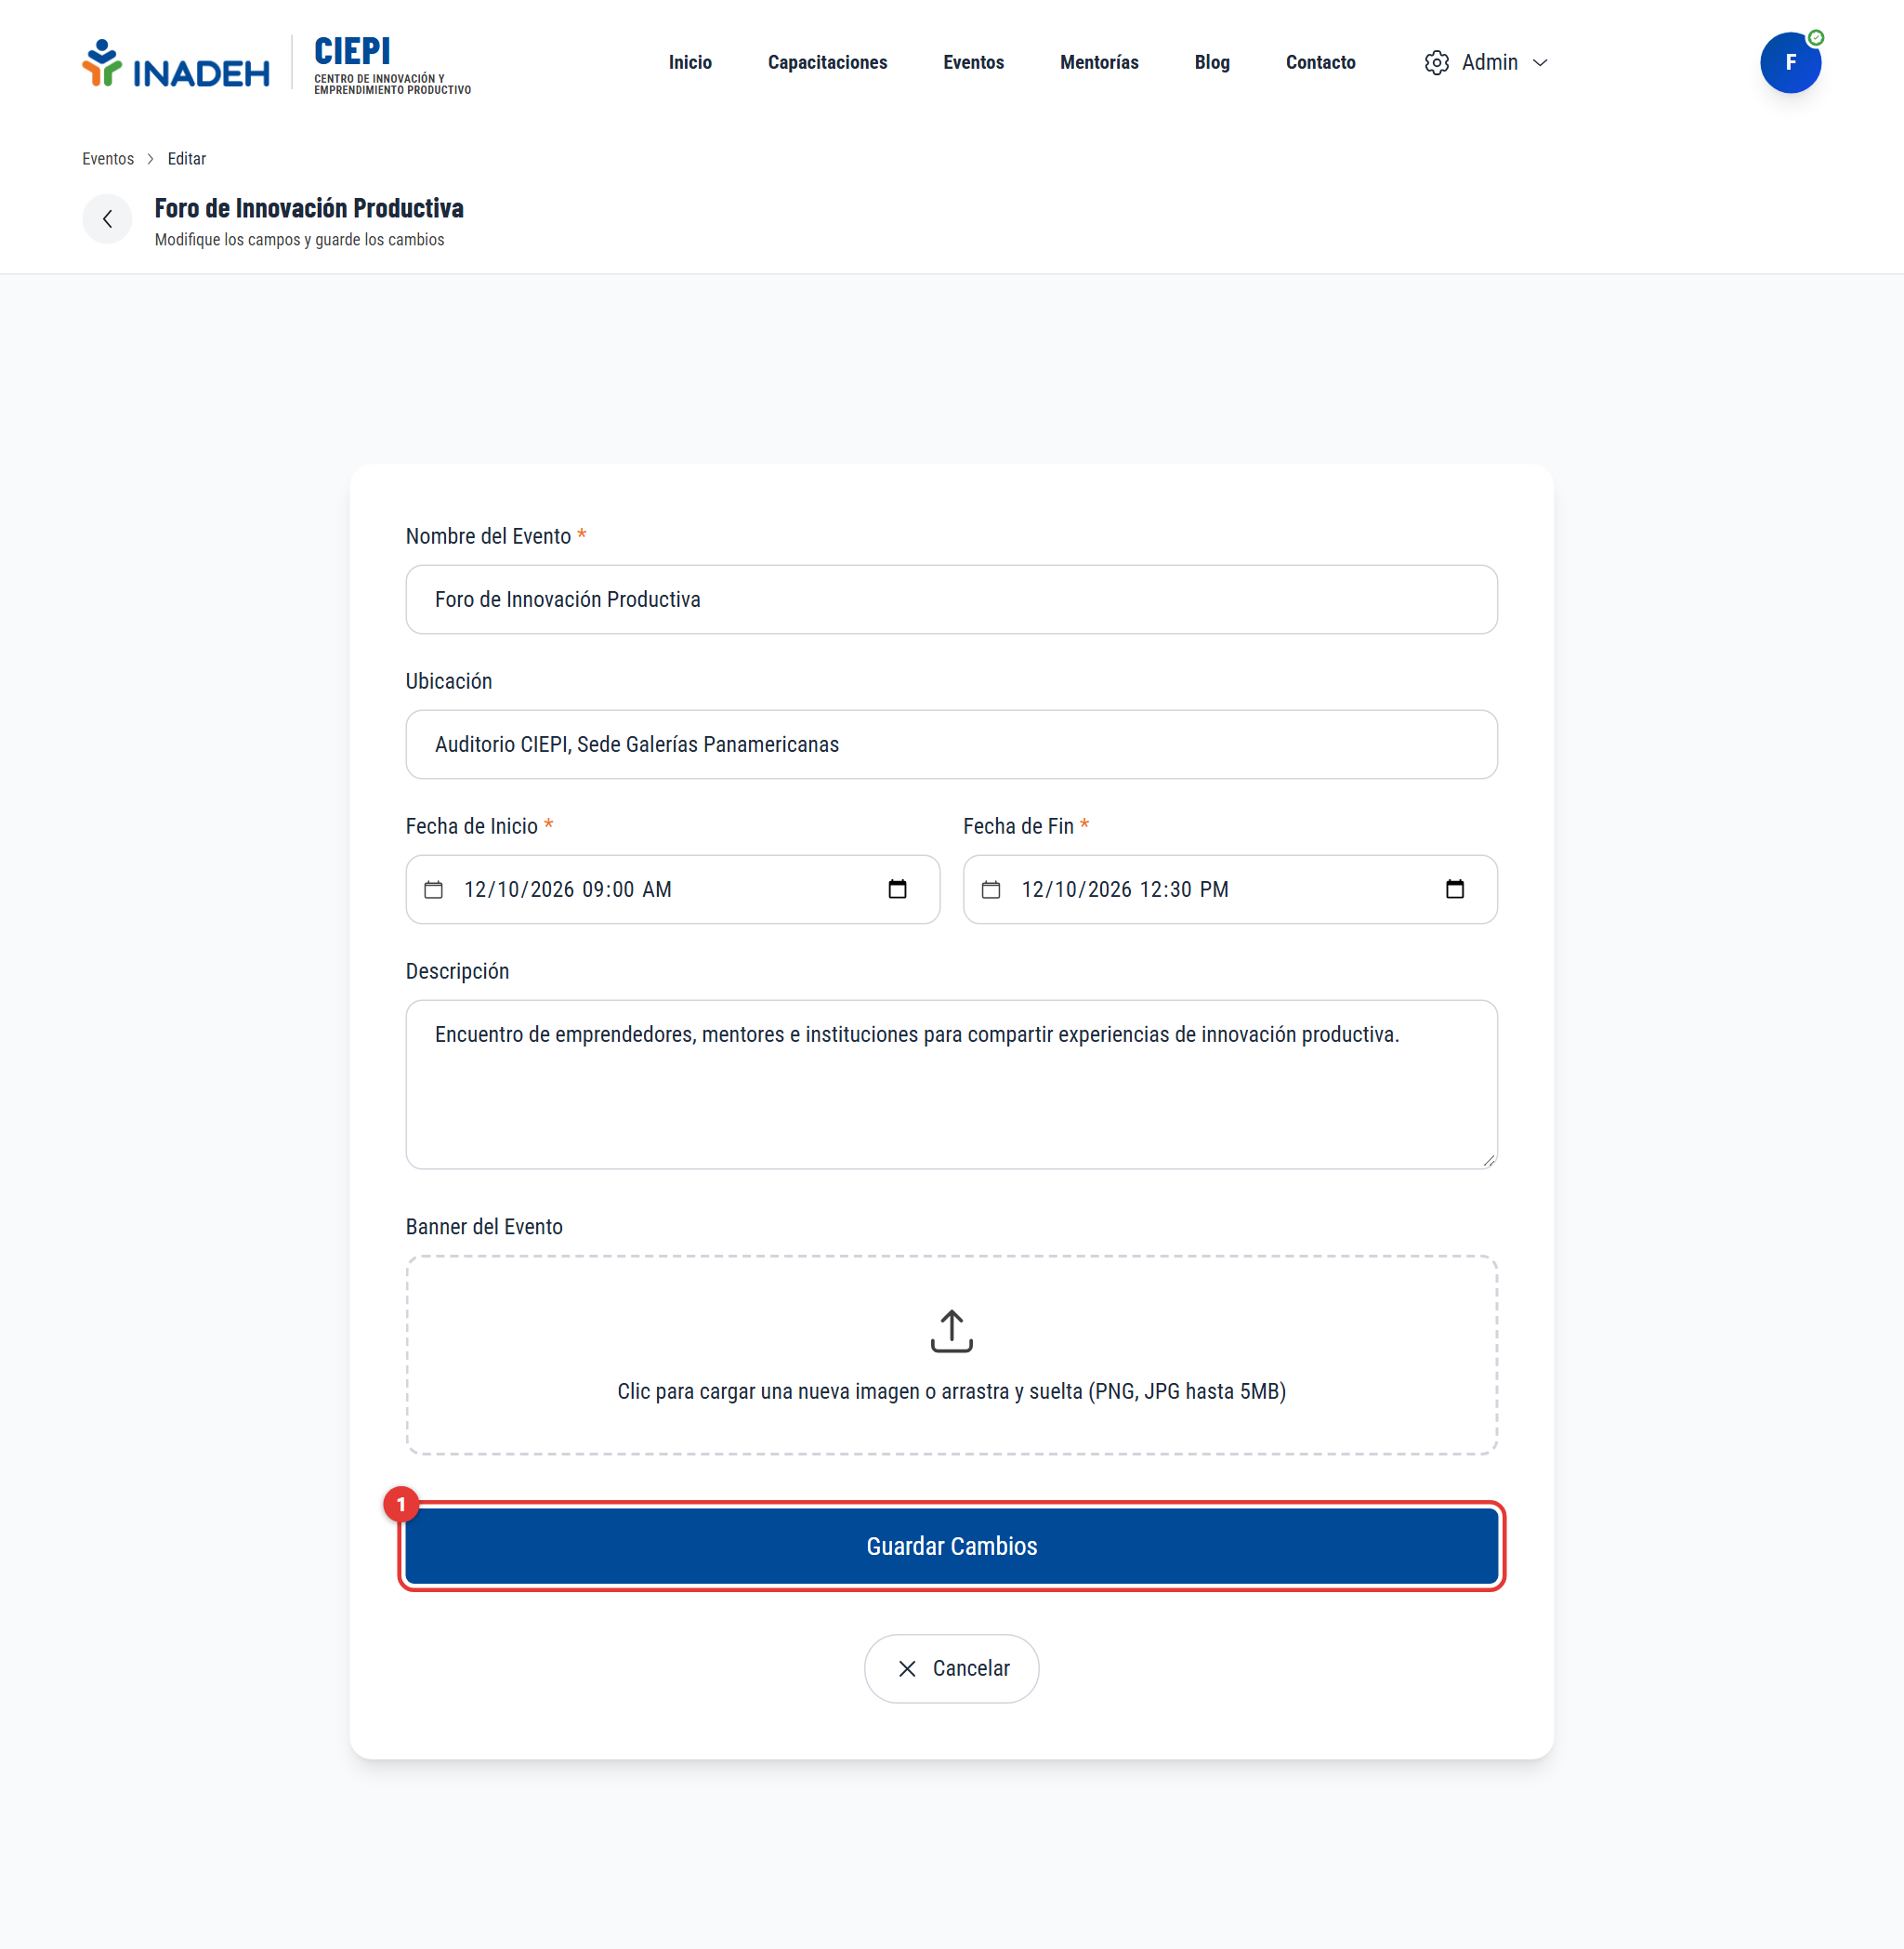 INADEH
CIEPI
CENTRO DE INNOVACIÓN Y
EMPRENDIMIENTO PRODUCTIVO
Inicio
Capacitaciones
Eventos
Mentorías
Blog
Contacto
Admin
F
Eventos > Editar
Foro de Innovación Productiva
Modifique los campos y guarde los cambios
Nombre del Evento *
Foro de Innovación Productiva
Ubicación
Auditorio CIEPI, Sede Galerías Panamericanas
Fecha de Inicio *
12/10/2026 09:00 AM
Fecha de Fin *
12/10/2026 12:30 PM
Descripción
Encuentro de emprendedores, mentores e instituciones para compartir experiencias de innovación productiva.
Banner del Evento
Clic para cargar una nueva imagen o arrastra y suelta (PNG, JPG hasta 5MB)
1
Guardar Cambios
Cancelar